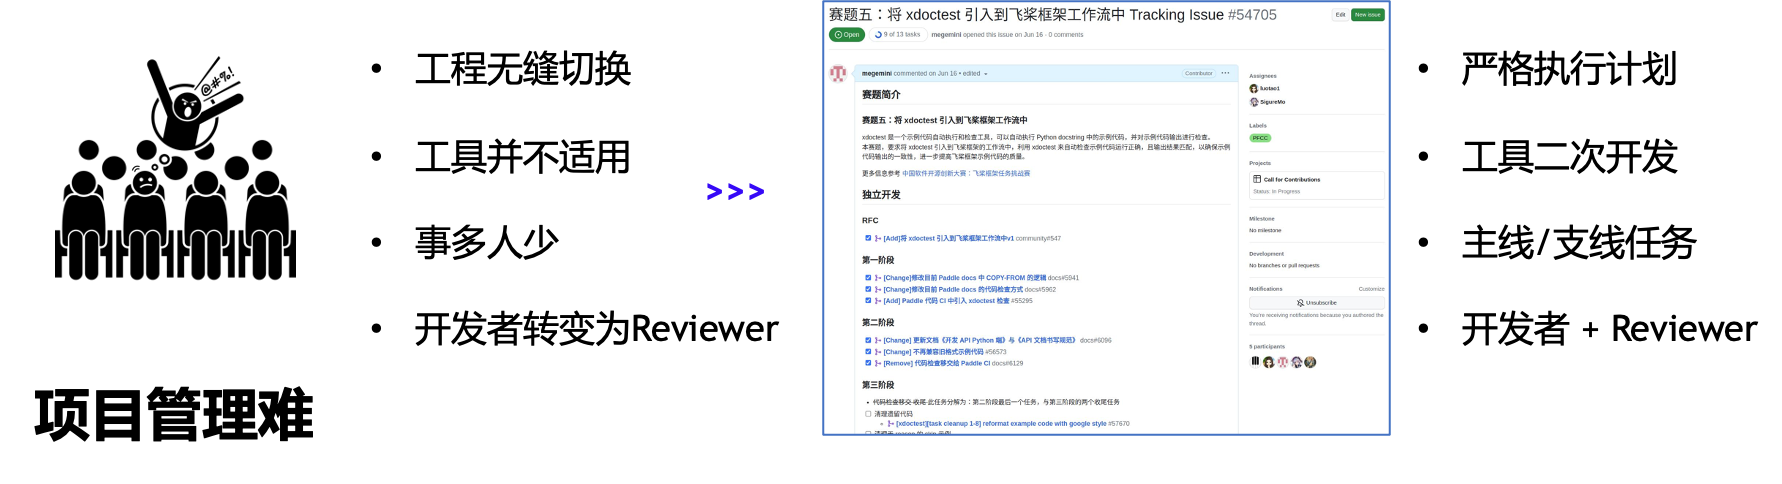 @#%!
项目管理难
• 工程无缝切换
• 工具并不适用
• 事多人少
• 开发者转变为Reviewer
>>>
赛题五：将 xdoctest 引入到飞桨框架工作流中 Tracking Issue #54705
Edit
New issue
Open
9 of 13 tasks
megemini opened this issue on Jun 16 · 0 comments
megemini commented on Jun 16 • edited
Contributor
赛题简介
赛题五：将 xdoctest 引入到飞桨框架工作流中
xdoctest 是一个示例代码自动执行和检查工具，可以自动执行 Python docstring 中的示例代码，并对示例代码输出进行检查。
本赛题，要求将 xdoctest 引入到飞桨框架的工作流中，利用 xdoctest 来自动检查示例代码运行正确，且输出结果匹配，以确保示例
代码输出的一致性，进一步提高飞桨框架示例代码的质量。
更多信息参考 中国软件开源创新大赛：飞桨框架任务挑战赛
独立开发
RFC
[Add]将 xdoctest 引入到飞桨框架工作流中v1 community#547
第一阶段
[Change]修改目前 Paddle docs 中 COPY-FROM 的逻辑 docs#5941
[Change]修改目前 Paddle docs 的代码检查方式 docs#5962
[Add] Paddle 代码 CI 中引入 xdoctest 检查 #55295
第二阶段
[Change] 更新文档《开发 API Python 端》与《API 文档书写规范》 docs#6096
[Change] 不再兼容旧格式示例代码 #56573
[Remove] 代码检查移交给 Paddle CI docs#6129
第三阶段
• 代码检查移交 收尾 此任务分解为：第二阶段最后一个任务，与第三阶段的两个收尾任务
清理遗留代码
[xdoctest][task cleanup 1-8] reformat example code with google style #57670
Assignees
luotao1
SigureMo
Labels
PFCC
Projects
Call for Contributions
Status: In Progress
Milestone
No milestone
Development
No branches or pull requests
Notifications
Customize
Unsubscribe
You're receiving notifications because you authored the
thread.
5 participants
• 严格执行计划
• 工具二次开发
• 主线/支线任务
• 开发者 + Reviewer